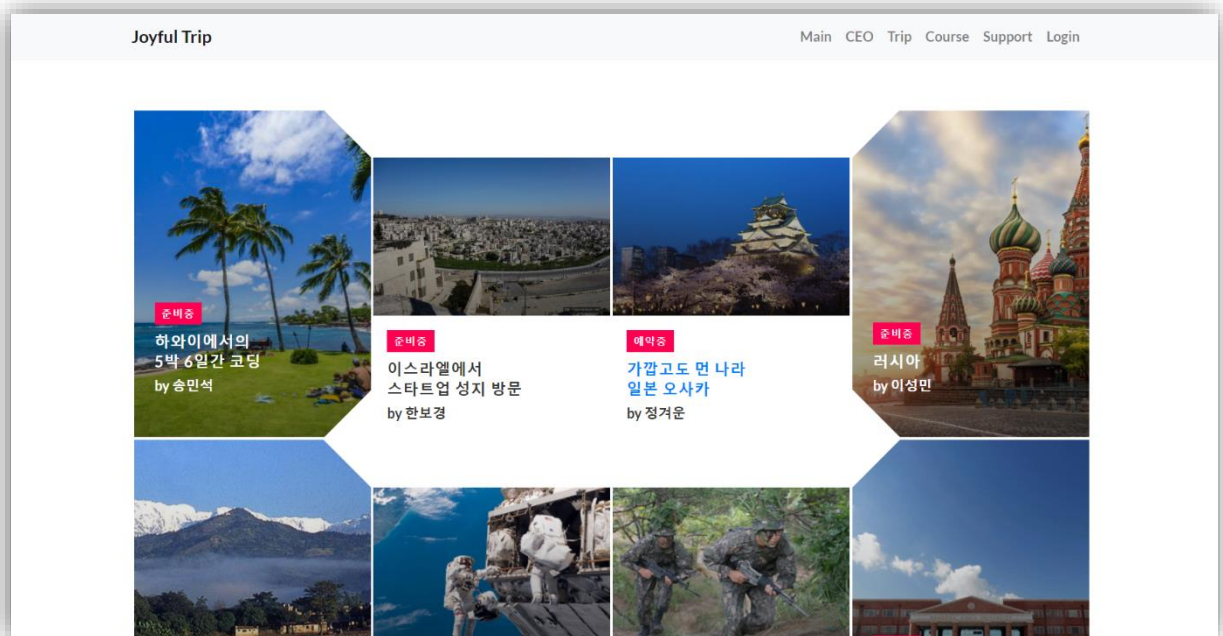 Joyful Trip
Main CEO Trip Course Support Login
준비중
하와이에서의
5박 6일간 코딩
by 송민석
준비중
이스라엘에서
스타트업 성지 방문
by 한보경
예약중
가깝고도 먼 나라
일본 오사카
by 정겨운
준비중
러시아
by 이성민